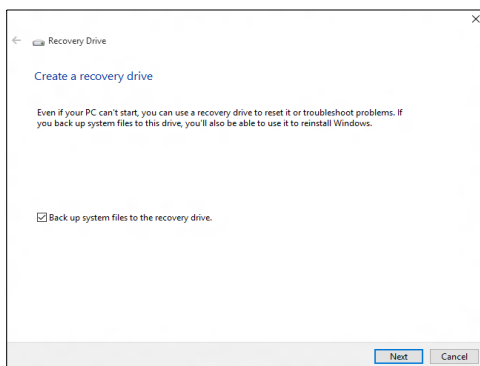 Recovery Drive
Create a recovery drive
Even if your PC can't start, you can use a recovery drive to reset it or troubleshoot problems. If
you back up system files to this drive, you'll also be able to use it to reinstall Windows.
Back up system files to the recovery drive.
Next Cancel